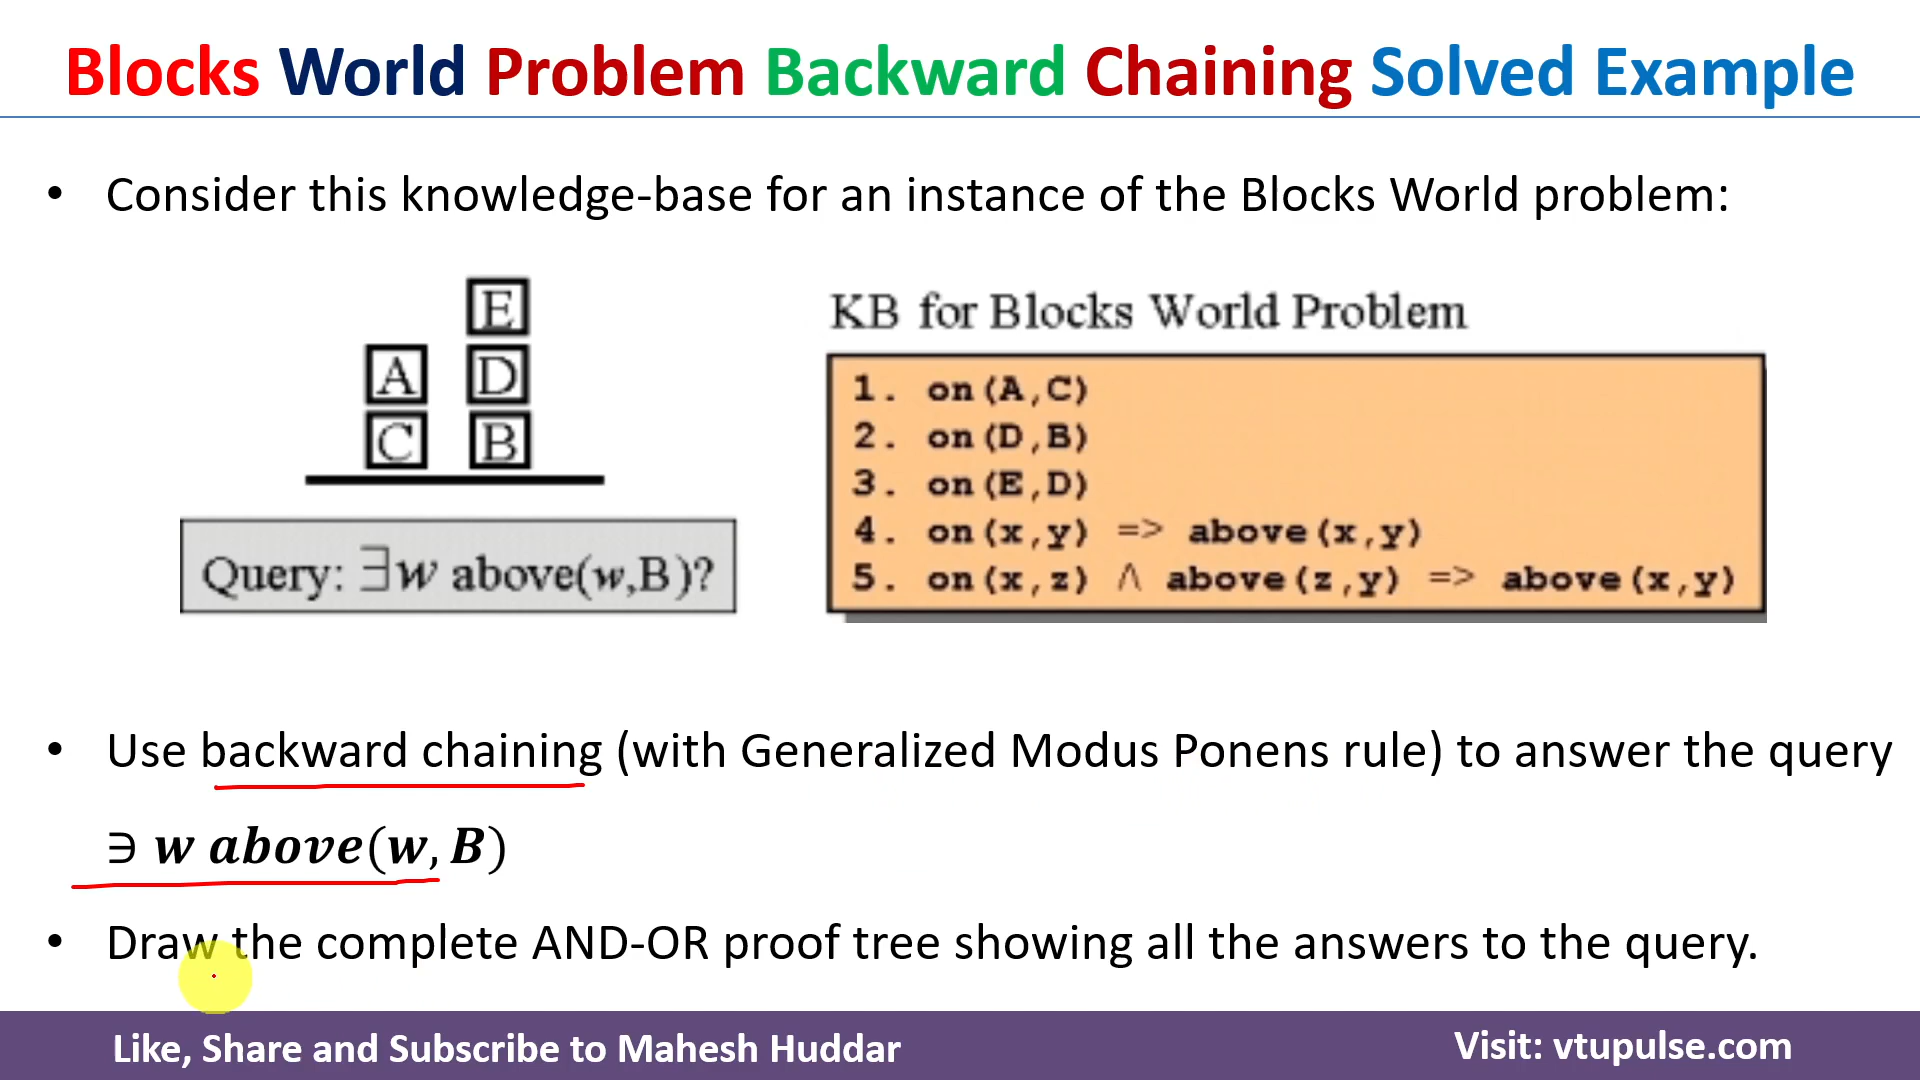 Blocks World Problem Backward Chaining Solved Example
• Consider this knowledge-base for an instance of the Blocks World problem:
E
A D
C B
Query: ∃w above(w,B)?
KB for Blocks World Problem
1. on(A,C)
2. on(D,B)
3. on(E,D)
4. on(x,y) => above(x,y)
5. on(x,z) ∧ above(z,y) => above(x,y)
• Use backward chaining (with Generalized Modus Ponens rule) to answer the query
∋ w above(w, B)
• Draw the complete AND-OR proof tree showing all the answers to the query.
Like, Share and Subscribe to Mahesh Huddar
Visit: vtupulse.com